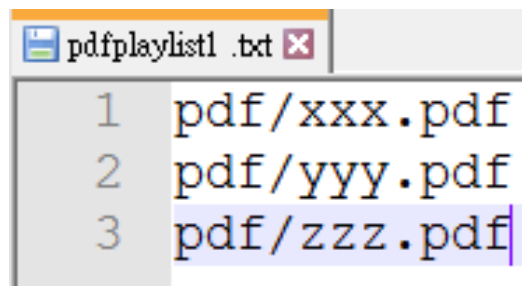 pdfplaylist1 .txt
1 pdf/xxx.pdf
2 pdf/yyy.pdf
3 pdf/zzz.pdf